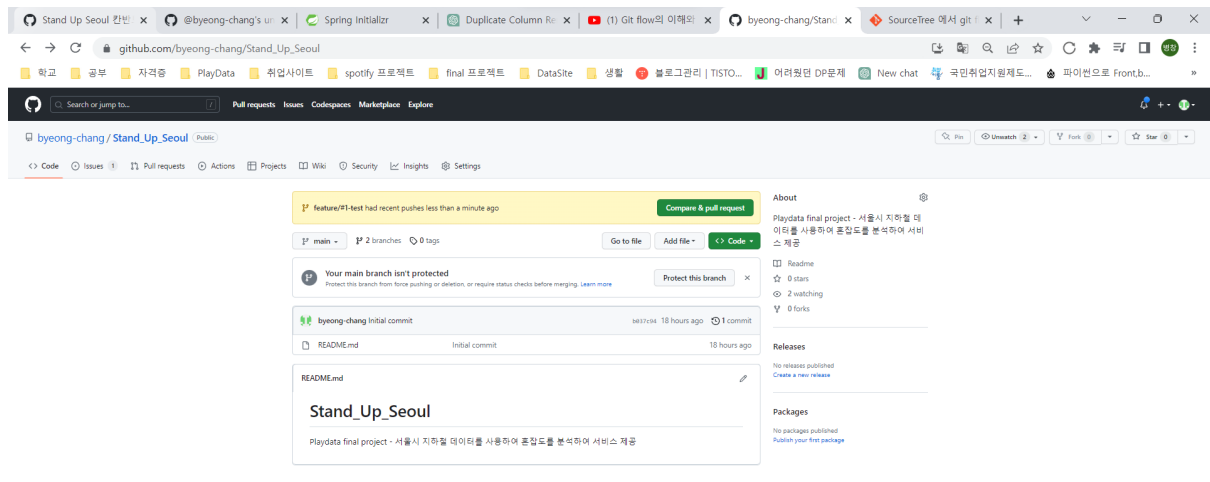 Stand Up Seoul 칸반
@byeong-chang's un
Spring Initializr
Duplicate Column Re
(1) Git flow의 이해와
byeong-chang/Stand
SourceTree 에서 git f
github.com/byeong-chang/Stand_Up_Seoul
병창
학교 공부 자격증 PlayData 취업사이트 spotify 프로젝트 final 프로젝트 DataSite 생활 블로그관리 | TISTO... 어려웠던 DP문제 New chat 국민취업지원제도... 파이썬으로 Front,b... »
Search or jump to... / Pull requests Issues Codespaces Marketplace Explore
byeong-chang / Stand_Up_Seoul Public
Pin Unwatch 2 Fork 0 Star 0
<> Code Issues 1 Pull requests Actions Projects Wiki Security Insights Settings
feature/#1-test had recent pushes less than a minute ago Compare & pull request
main 2 branches 0 tags Go to file Add file <> Code
Your main branch isn't protected
Protect this branch from force pushing or deletion, or require status checks before merging. Learn more
Protect this branch
byeong-chang Initial commit b037c94 18 hours ago 1 commit
README.md Initial commit 18 hours ago
README.md
Stand_Up_Seoul
Playdata final project - 서울시 지하철 데이터를 사용하여 혼잡도를 분석하여 서비스 제공
About
Playdata final project - 서울시 지하철 데
이터를 사용하여 혼잡도를 분석하여 서비
스 제공
Readme
0 stars
2 watching
0 forks
Releases
No releases published
Create a new release
Packages
No packages published
Publish your first package